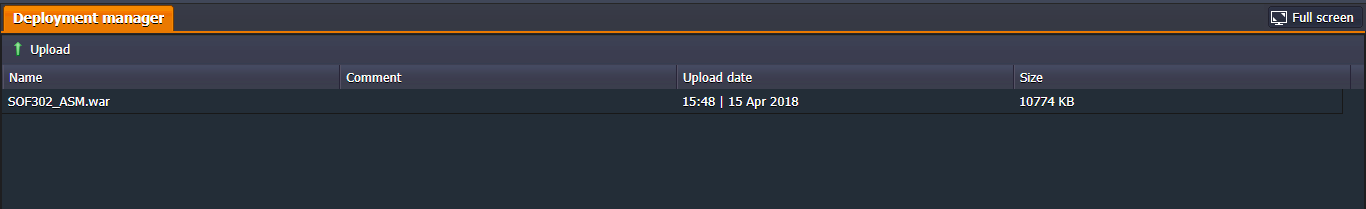 Deployment manager Full screen
Upload
Name Comment Upload date Size
SOF302_ASM.war 15:48 | 15 Apr 2018 10774 KB